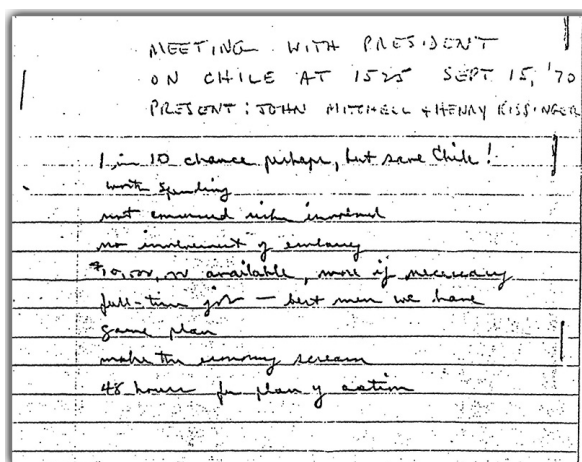 MEETING WITH PRESIDENT
ON CHILE AT 1525 SEPT 15, '70
PRESENT: JOHN MITCHELL + HENRY KISSINGER
1 in 10 chance perhaps, but save Chile!
worth spending
not concerned risks involved
no involvement of embassy
$10,000,00 available, more if necessary
full-time job — best men we have
game plan
make the economy scream
48 hours for plan of action